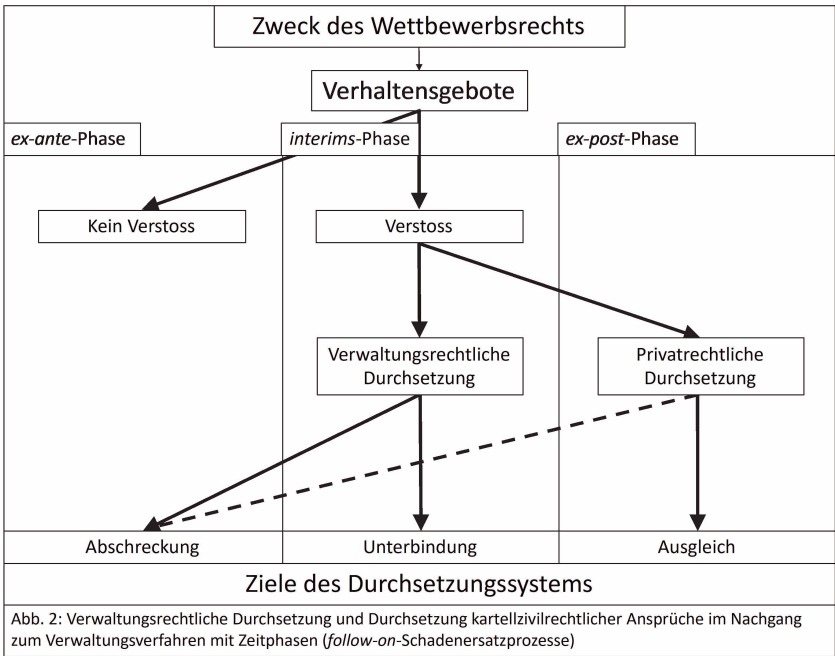 Zweck des Wettbewerbsrechts
Verhaltensgebote
ex-ante-Phase
interims-Phase
ex-post-Phase
Kein Verstoss
Verstoss
Verwaltungsrechtliche
Durchsetzung
Privatrechtliche
Durchsetzung
Abschreckung
Unterbindung
Ausgleich
Ziele des Durchsetzungssystems
Abb. 2: Verwaltungsrechtliche Durchsetzung und Durchsetzung kartellzivilrechtlicher Ansprüche im Nachgang
zum Verwaltungsverfahren mit Zeitphasen (follow-on-Schadenersatzprozesse)